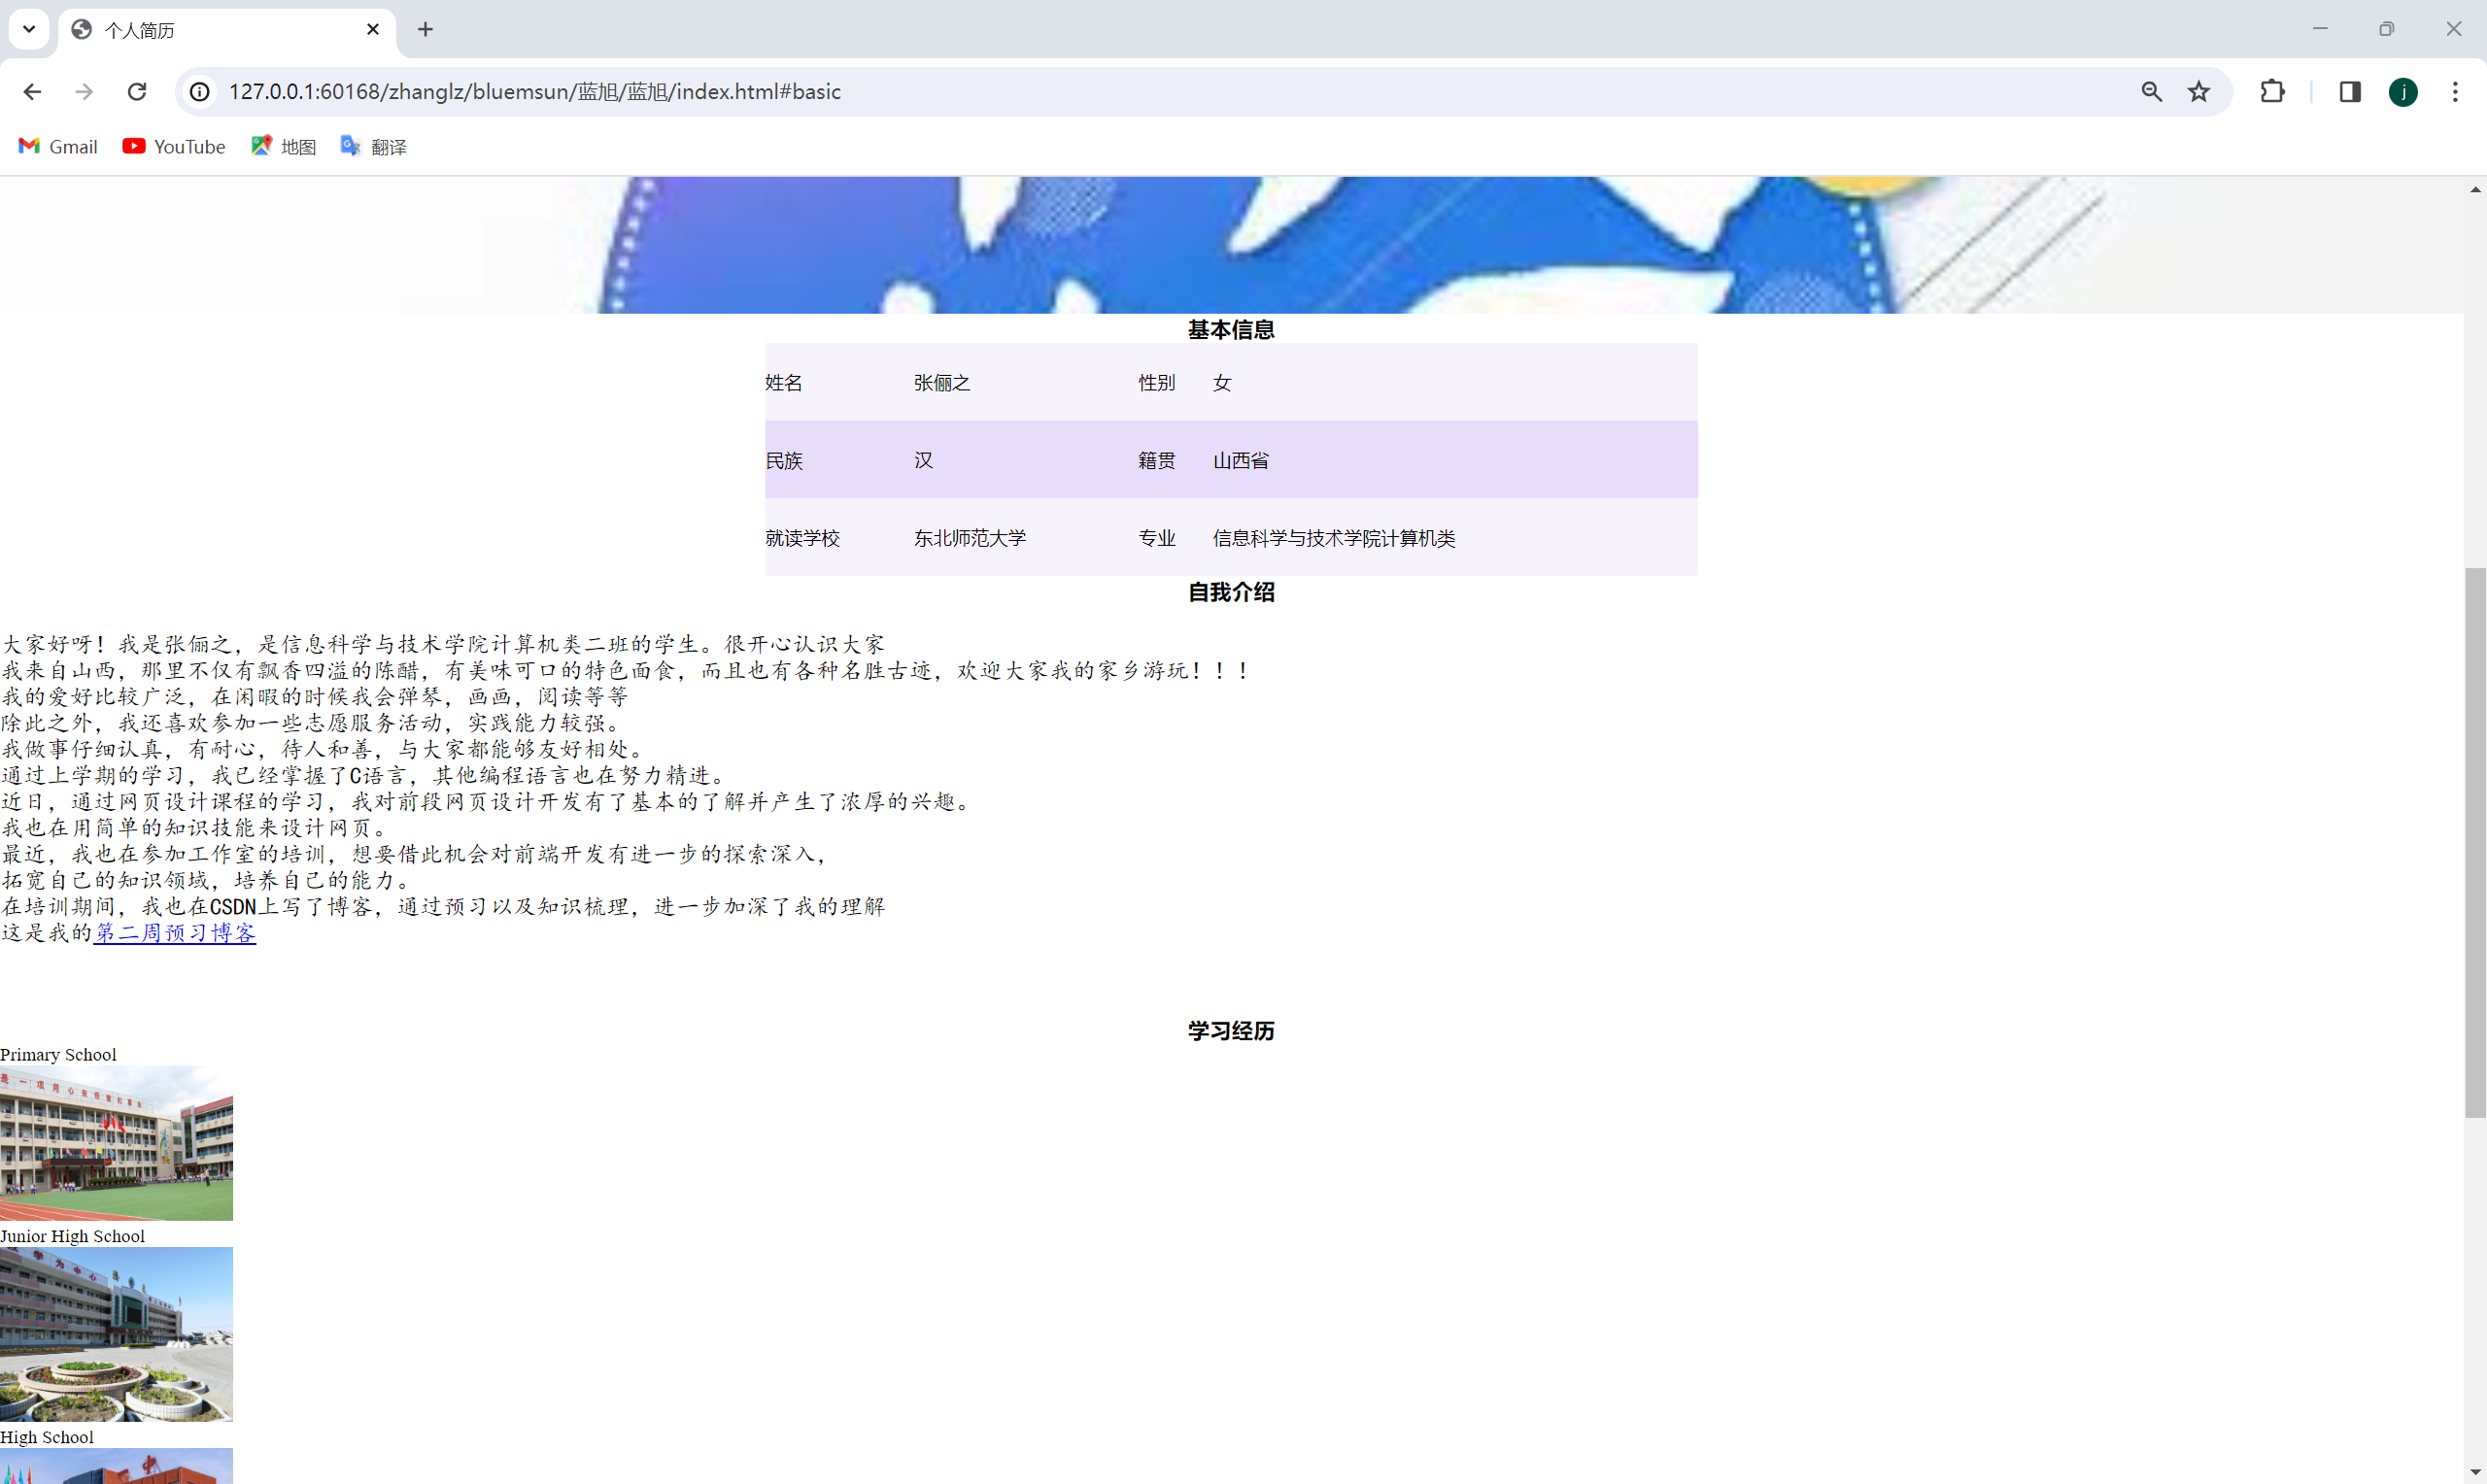 个人简历
127.0.0.1:60168/zhanglz/bluemsun/蓝旭/蓝旭/index.html#basic
j
Gmail YouTube 地图 翻译
基本信息
姓名 张俪之 性别 女
民族 汉 籍贯 山西省
就读学校 东北师范大学 专业 信息科学与技术学院计算机类
自我介绍
大家好呀！我是张俪之，是信息科学与技术学院计算机类二班的学生。很开心认识大家
我来自山西，那里不仅有飘香四溢的陈醋，有美味可口的特色面食，而且也有各种名胜古迹，欢迎大家我的家乡游玩！！！
我的爱好比较广泛，在闲暇的时候我会弹琴，画画，阅读等等
除此之外，我还喜欢参加一些志愿服务活动，实践能力较强。
我做事仔细认真，有耐心，待人和善，与大家都能够友好相处。
通过上学期的学习，我已经掌握了C语言，其他编程语言也在努力精进。
近日，通过网页设计课程的学习，我对前段网页设计开发有了基本的了解并产生了浓厚的兴趣。
我也在用简单的知识技能来设计网页。
最近，我也在参加工作室的培训，想要借此机会对前端开发有进一步的探索深入，
拓宽自己的知识领域，培养自己的能力。
在培训期间，我也在CSDN上写了博客，通过预习以及知识梳理，进一步加深了我的理解
这是我的第二周预习博客
学习经历
Primary School
是一项用心
Junior High School
学为中心
High School
中